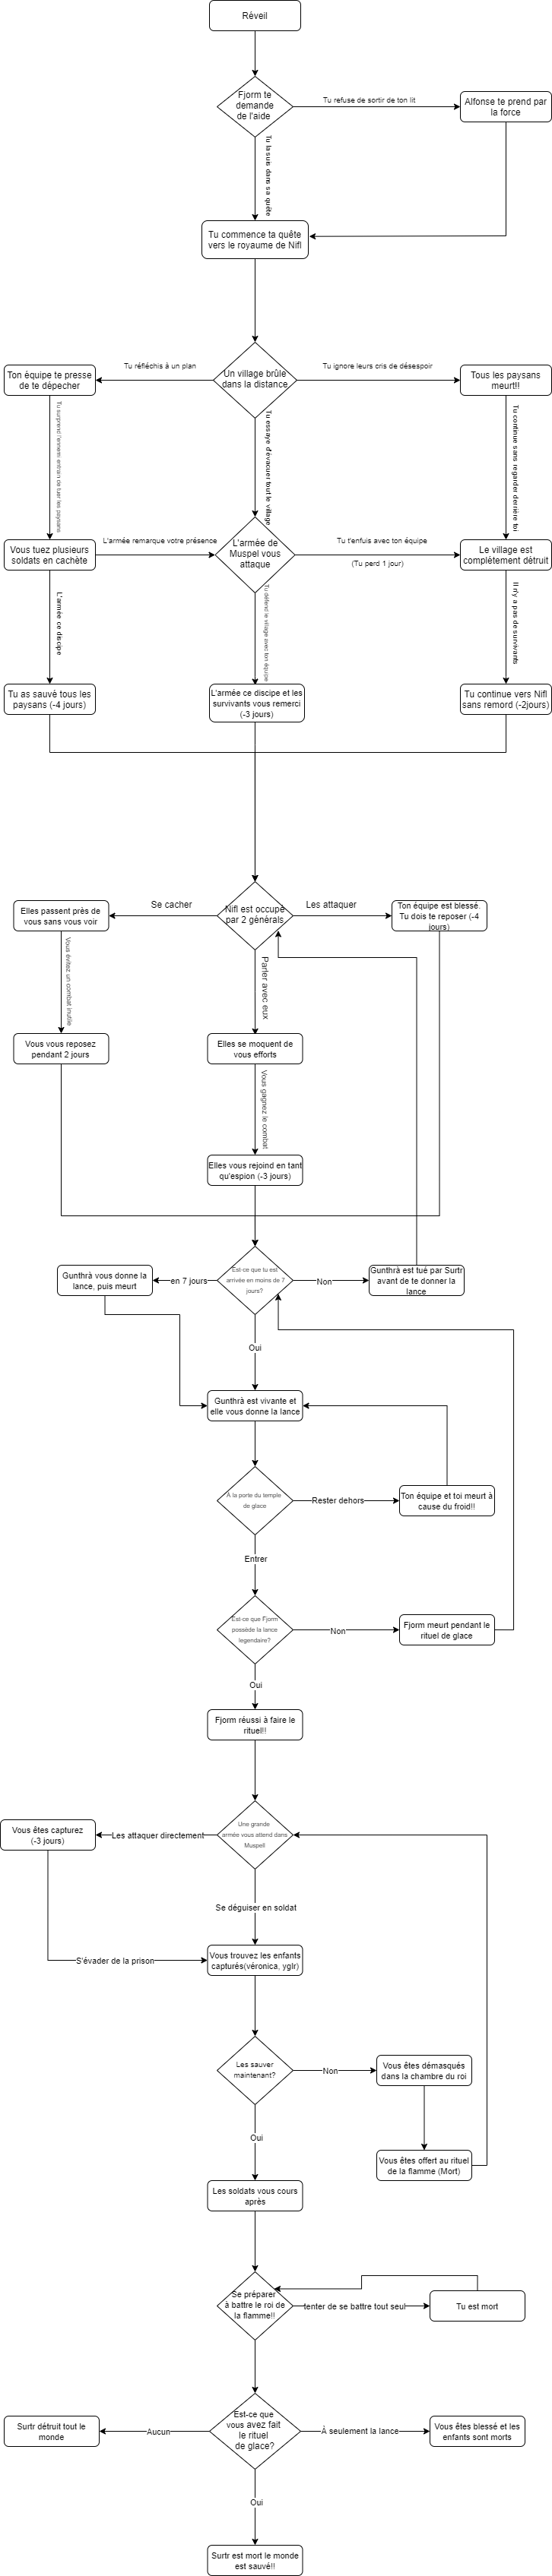 Réveil
Fjorm te
demande
de l'aide
Tu refuse de sortir de ton lit
Alfonse te prend par
la force
Tu la suis dans sa quête
Tu commence ta quête
vers le royaume de Nifl
Un village brûle
dans la distance.
Tu réfléchis à un plan
Ton équipe te presse
de te dépecher
Tu ignore leurs cris de désespoir
Tous les paysans
meurt!!
Tu surprend l'ennemis entrain de tuer les paysans
Tu essaye d'évacuer tout le village
Tu continue sans regarder derrière toi
Vous tuez plusieurs
soldats en cachète
L'armée remarque votre présence
L'armée de
Muspel vous
attaque
Tu t'enfuis avec ton équipe
(Tu perd 1 jour)
Le village est
complètement détruit
L'armée ce discipe
Tu défend le village avec ton équipe
Il n'y a pas de survivants
Tu as sauvé tous les
paysans (-4 jours)
L'armée ce discipe et les
survivants vous remerci
(-3 jours)
Tu continue vers Nifl
sans remord (-2jours)
Nifl est occupé
par 2 générals
Se cacher
Elles passent près de
vous sans vous voir
Les attaquer
Ton équipe est blessé.
Tu dois te reposer (-4
jours)
Vous évitez un combat inutile
Parler avec eux
Vous vous reposez
pendant 2 jours
Elles se moquent de
vous efforts
Vous gagnez le combat
Elles vous rejoind en tant
qu'espion (-3 jours)
Est-ce que tu est
arrivée en moins de 7
jours?
en 7 jours
Gunthrà vous donne la
lance, puis meurt
Non
Gunthrà est tué par Surtr
avant de te donner la
lance
Oui
Gunthrà est vivante et
elle vous donne la lance
À la porte du temple
de glace
Rester dehors
Ton équipe et toi meurt à
cause du froid!!
Entrer
Est-ce que Fjorm
possède la lance
legendaire?
Non
Fjorm meurt pendant le
rituel de glace
Oui
Fjorm réussi à faire le
rituel!!
Une grande
armée vous attend dans
Muspell
Les attaquer directement
Vous êtes capturez
(-3 jours)
Se déguiser en soldat
S'évader de la prison
Vous trouvez les enfants
capturés(véronica, yglr)
Les sauver
maintenant?
Non
Vous êtes démasqués
dans la chambre du roi
Oui
Vous êtes offert au rituel
de la flamme (Mort)
Les soldats vous cours
après
Se préparer
à battre le roi de
la flamme!!
tenter de se battre tout seul
Tu est mort
Est-ce que
vous avez fait
le rituel
de glace?
Aucun
Surtr détruit tout le
monde
À seulement la lance
Vous êtes blessé et les
enfants sont morts
Oui
Surtr est mort le monde
est sauvé!!